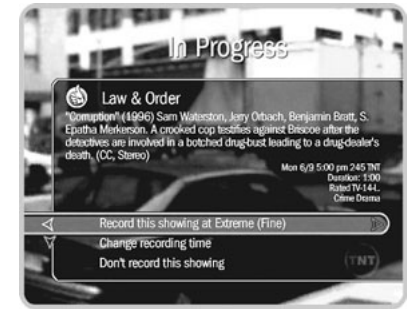 In Progress
Law & Order
"Corruption" (1996) Sam Waterston, Jerry Orbach, Benjamin Bratt, S.
Epatha Merkerson. A crooked cop testifies against Briscoe after the
detectives are involved in a botched drug-bust leading to a drug-dealer's
death. (CC, Stereo)
Mon 6/9 5:00 pm 245 TNT
Duration: 1:00
Rated TV-14-L.
Crime Drama
Record this showing at Extreme (Fine)
Change recording time
Don't record this showing
TNT